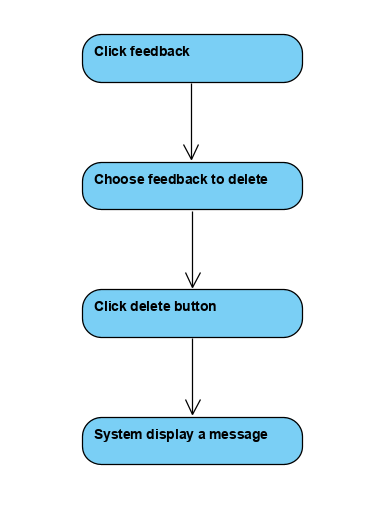 Click feedback
Choose feedback to delete
Click delete button
System display a message